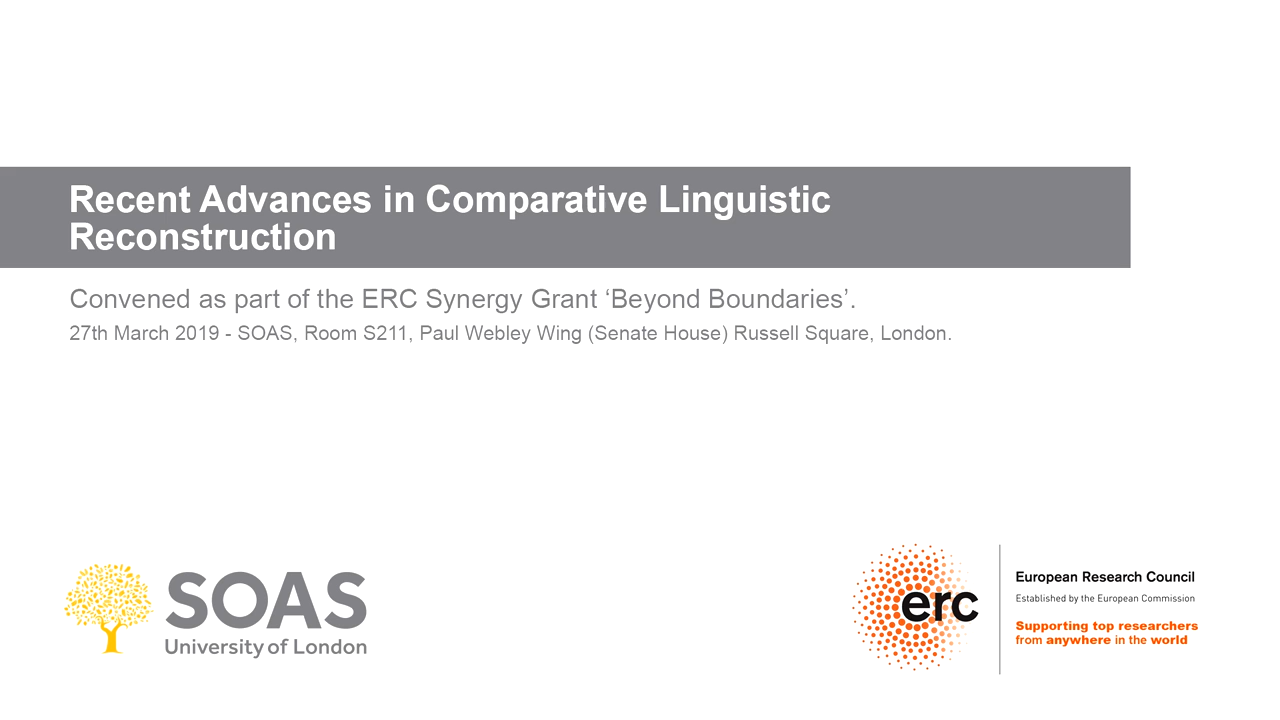 Recent Advances in Comparative Linguistic
Reconstruction
Convened as part of the ERC Synergy Grant ‘Beyond Boundaries’.
27th March 2019 - SOAS, Room S211, Paul Webley Wing (Senate House) Russell Square, London.
SOAS
University of London
erc
European Research Council
Established by the European Commission
Supporting top researchers
from anywhere in the world